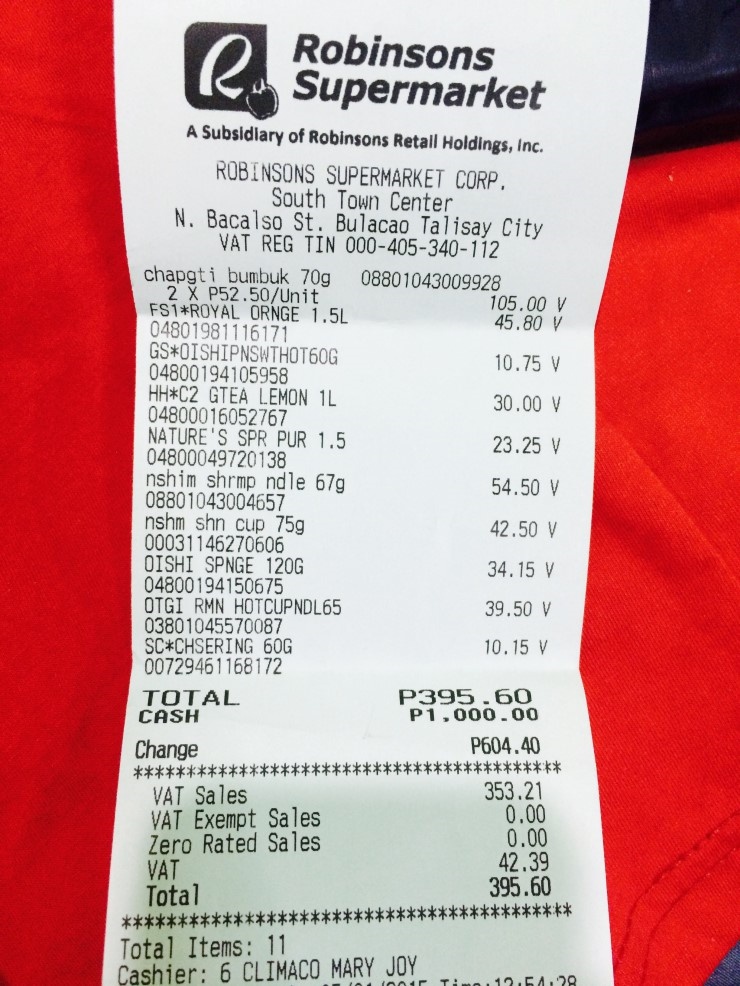 Robinsons
Supermarket
A Subsidiary of Robinsons Retail Holdings, Inc.
ROBINSONS SUPERMARKET CORP.
South Town Center
N. Bacalso St. Bulacao Talisay City
VAT REG TIN 000-405-340-112
chapgti bumbuk 70g 08801043009928
2 X P52.50/Unit 105.00 V
FS1*ROYAL ORNGE 1.5L 45.80 V
04801981116171
GS*OISHIPNSWTHOT60G 10.75 V
04800194105958
HH*C2 GTEA LEMON 1L 30.00 V
04800016052767
NATURE'S SPR PUR 1.5 23.25 V
04800049720138
nshim shrmp ndle 67g 54.50 V
08801043004657
nshm shn cup 75g 42.50 V
00031146270606
OISHI SPNGE 120G 34.15 V
04800194150675
OTGI RMN HOTCUPNDL65 39.50 V
03801045570087
SC*CHSERING 60G 10.15 V
00729461168172
TOTAL P395.60
CASH P1,000.00
Change P604.40
*****************************************
VAT Sales 353.21
VAT Exempt Sales 0.00
Zero Rated Sales 0.00
VAT 42.39
Total 395.60
*****************************************
Total Items: 11
Cashier: 6 CLIMACO MARY JOY
Time:12:54:28